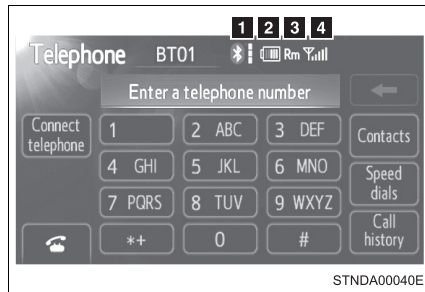 1 2 3 4
Telephone BT01 Rm
Enter a telephone number
Connect
telephone
1 2 ABC 3 DEF Contacts
4 GHI 5 JKL 6 MNO Speed
dials
7 PQRS 8 TUV 9 WXYZ
*+ 0 # Call
history
STNDA00040E